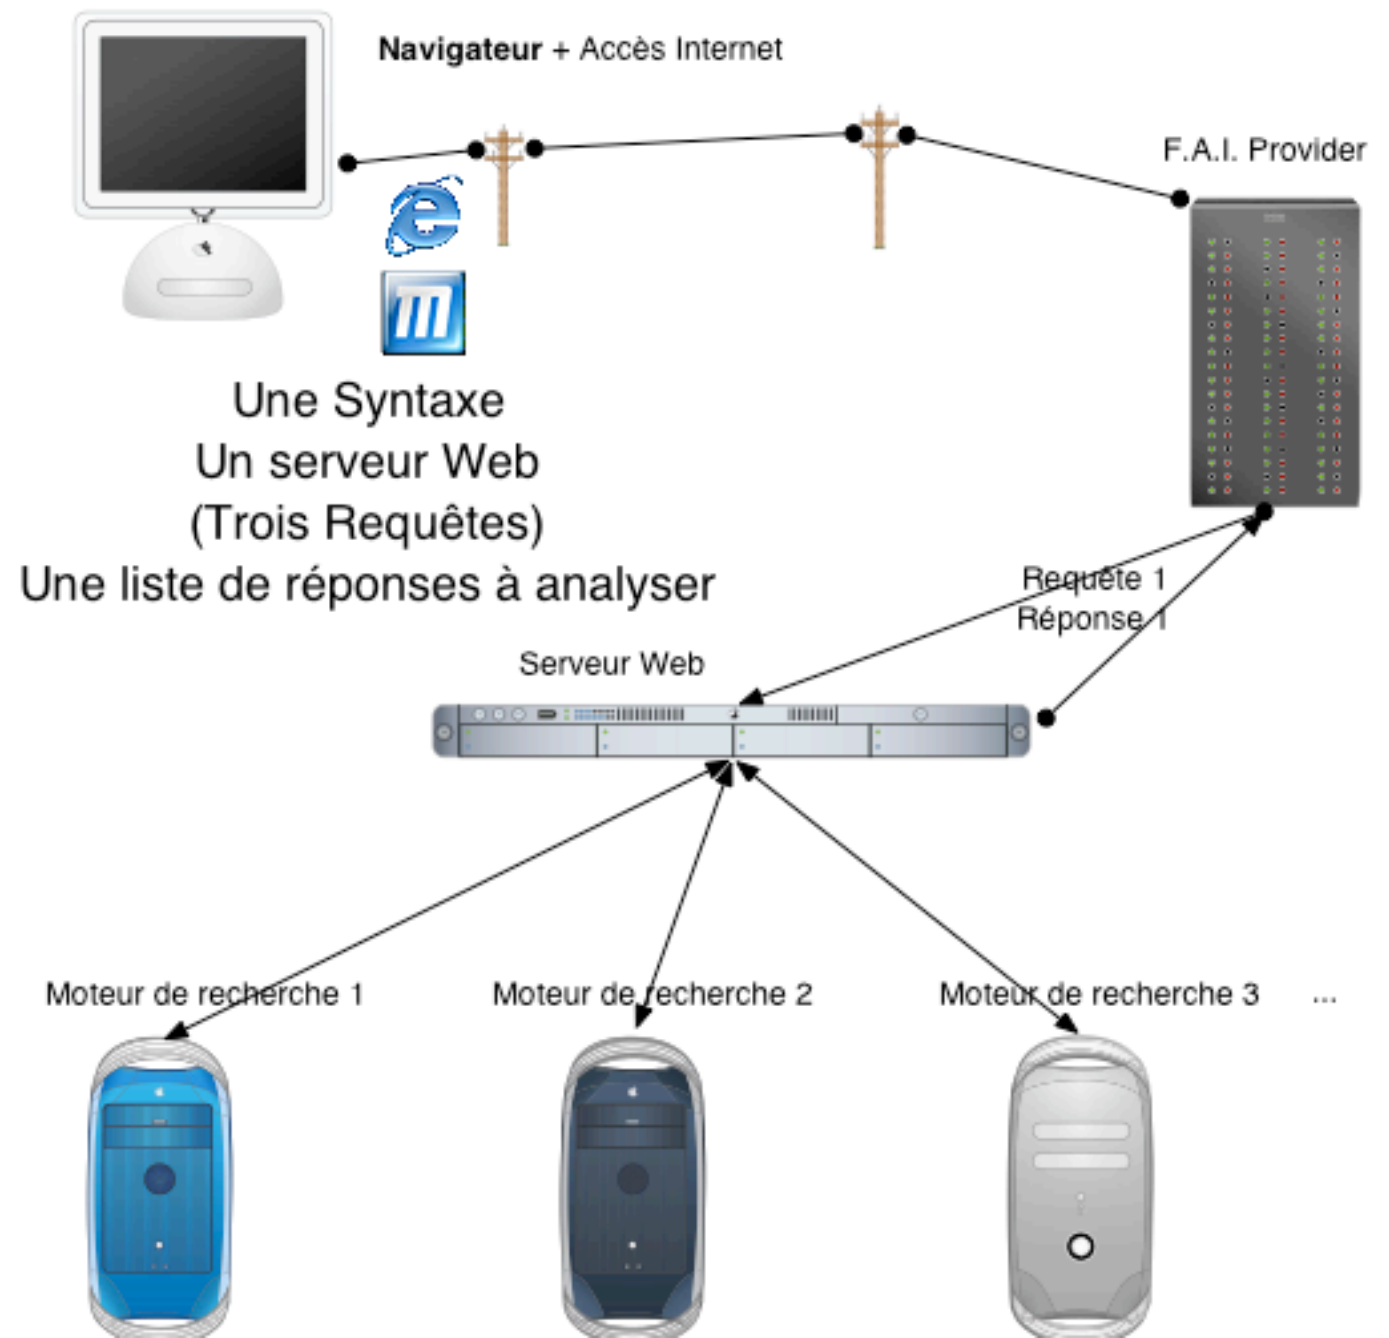 Navigateur + Accès Internet
F.A.I. Provider
Une Syntaxe
Un serveur Web
(Trois Requêtes)
Une liste de réponses à analyser
Requête 1
Réponse 1
Serveur Web
Moteur de recherche 1
Moteur de recherche 2
Moteur de recherche 3
...